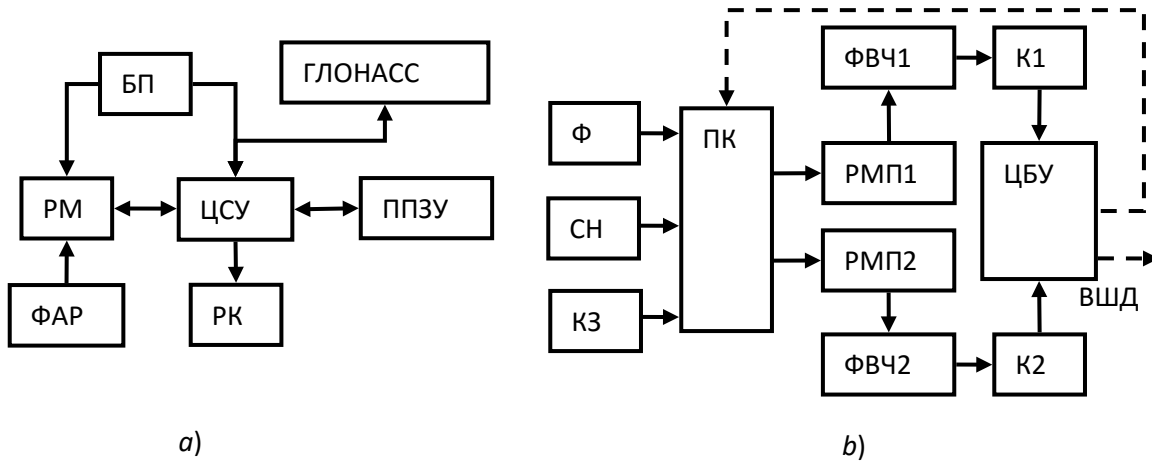 БП
ГЛОНАСС
РМ
ЦСУ
ППЗУ
ФАР
РК
a)
ФВЧ1
К1
Ф
ПК
РМП1
ЦБУ
СН
РМП2
ВШД
КЗ
ФВЧ2
К2
b)